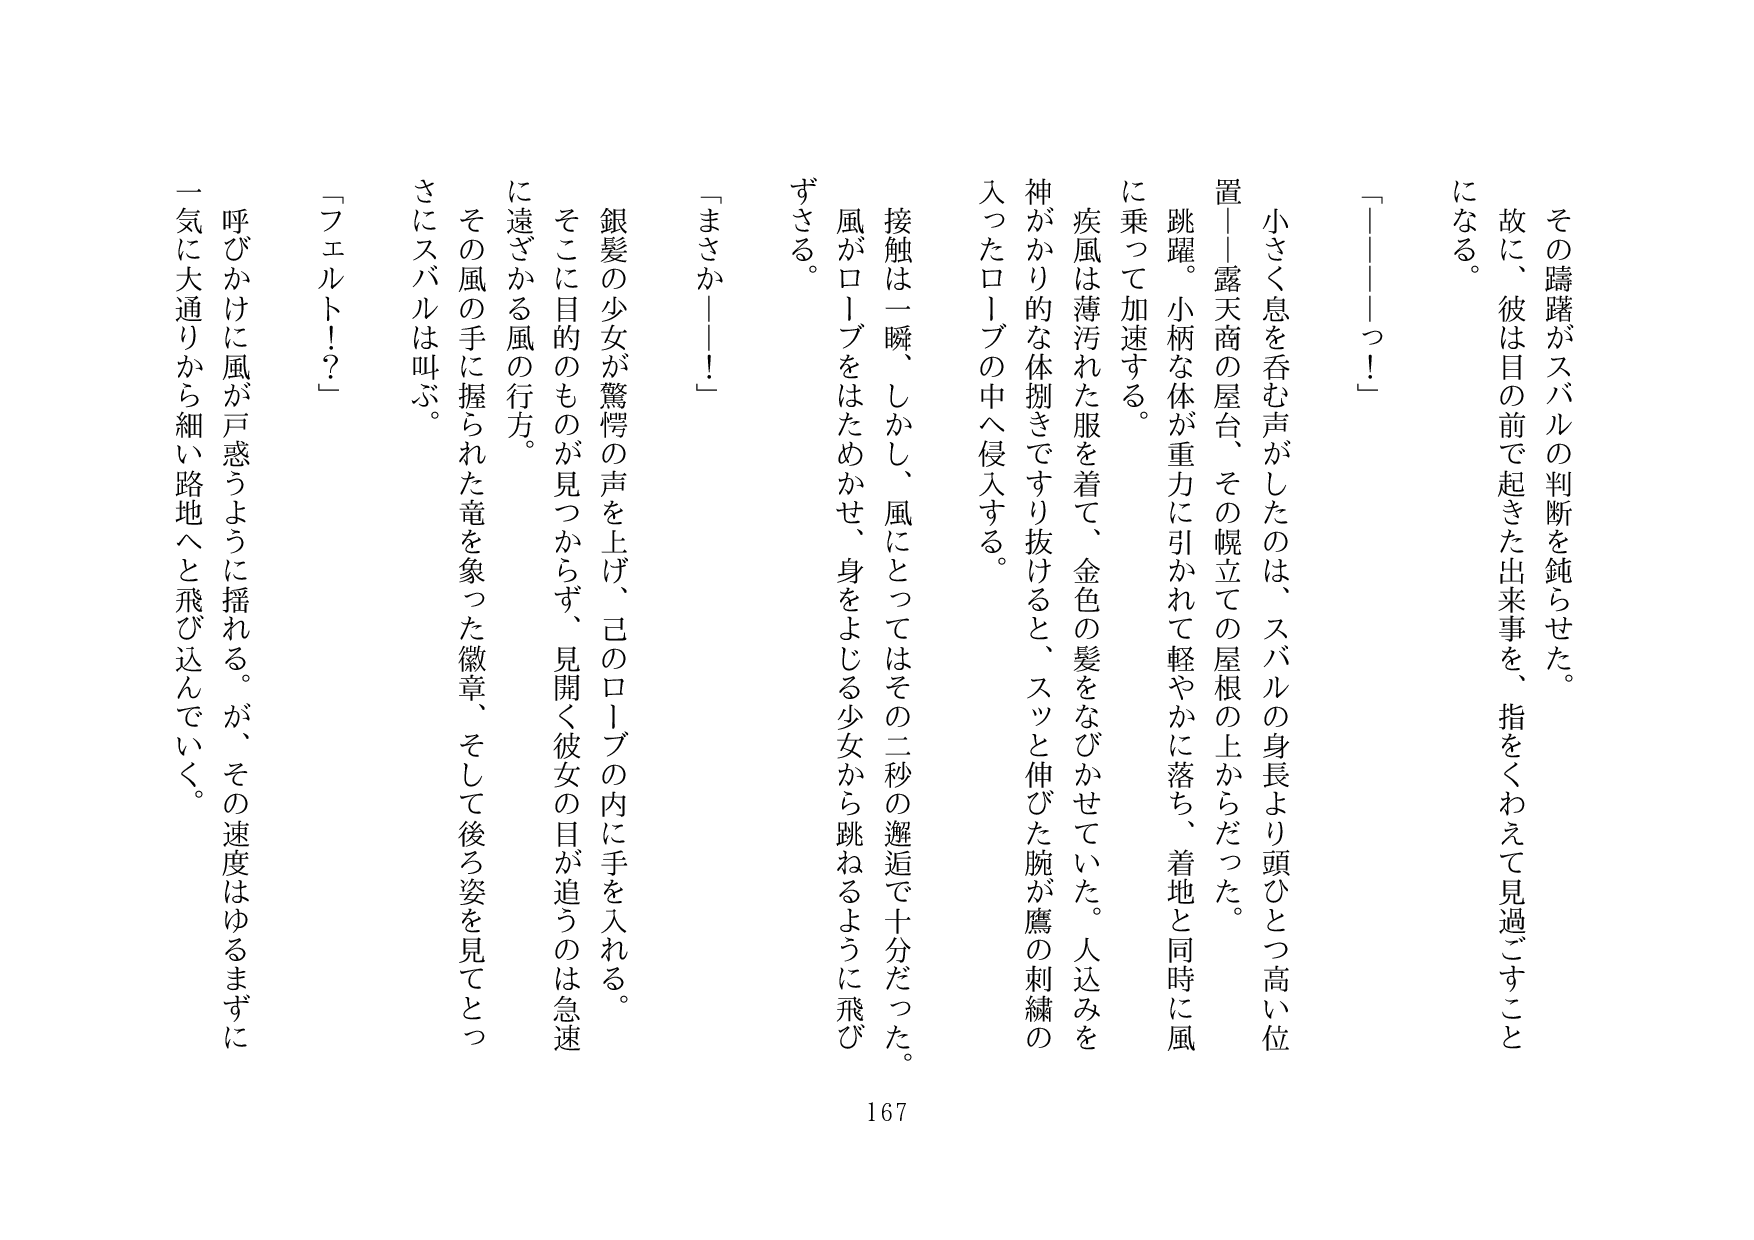 その躊躇がスバルの判断を鈍らせた。
　故に、彼は目の前で起きた出来事を、指をくわえて見過ごすこと
になる。
「――――っ！」
　小さく息を呑む声がしたのは、スバルの身長より頭ひとつ高い位
置――露天商の屋台、その幌立ての屋根の上からだった。
　跳躍。小柄な体が重力に引かれて軽やかに落ち、着地と同時に風
に乗って加速する。
　疾風は薄汚れた服を着て、金色の髪をなびかせていた。人込みを
神がかり的な体捌きですり抜けると、スッと伸びた腕が鷹の刺繍の
入ったローブの中へ侵入する。
　接触は一瞬、しかし、風にとってはその二秒の邂逅で十分だった。
　風がローブをはためかせ、身をよじる少女から跳ねるように飛び
ずさる。
「まさか――！」
　銀髪の少女が驚愕の声を上げ、己のローブの内に手を入れる。
　そこに目的のものが見つからず、見開く彼女の目が追うのは急速
に遠ざかる風の行方。
　その風の手に握られた竜を象った徽章、そして後ろ姿を見てとっ
さにスバルは叫ぶ。
「フェルト！？」
　呼びかけに風が戸惑うように揺れる。が、その速度はゆるまずに
一気に大通りから細い路地へと飛び込んでいく。
167